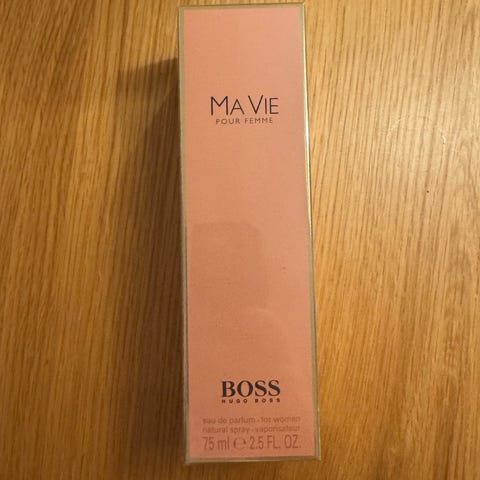 MA VIE
POUR FEMME
BOSS
HUGO BOSS
eau de parfum - for women
natural spray - vaporisateur
75 ml ℮ 2.5 FL. OZ.